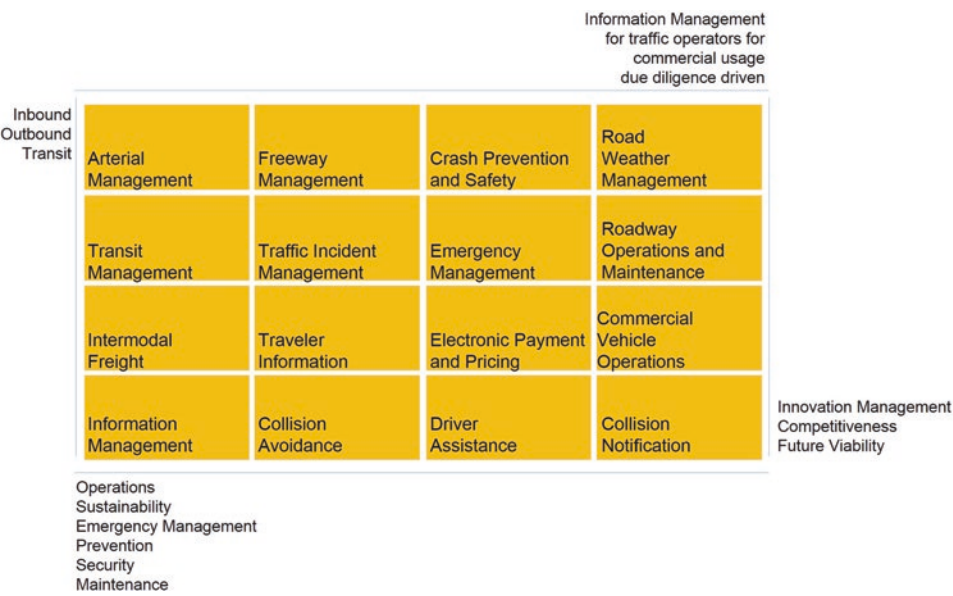 Information Management
for traffic operators for
commercial usage
due diligence driven
Inbound
Outbound
Transit
Arterial
Management
Freeway
Management
Crash Prevention
and Safety
Road
Weather
Management
Transit
Management
Traffic Incident
Management
Emergency
Management
Roadway
Operations and
Maintenance
Intermodal
Freight
Traveler
Information
Electronic Payment
and Pricing
Commercial
Vehicle
Operations
Information
Management
Collision
Avoidance
Driver
Assistance
Collision
Notification
Innovation Management
Competitiveness
Future Viability
Operations
Sustainability
Emergency Management
Prevention
Security
Maintenance